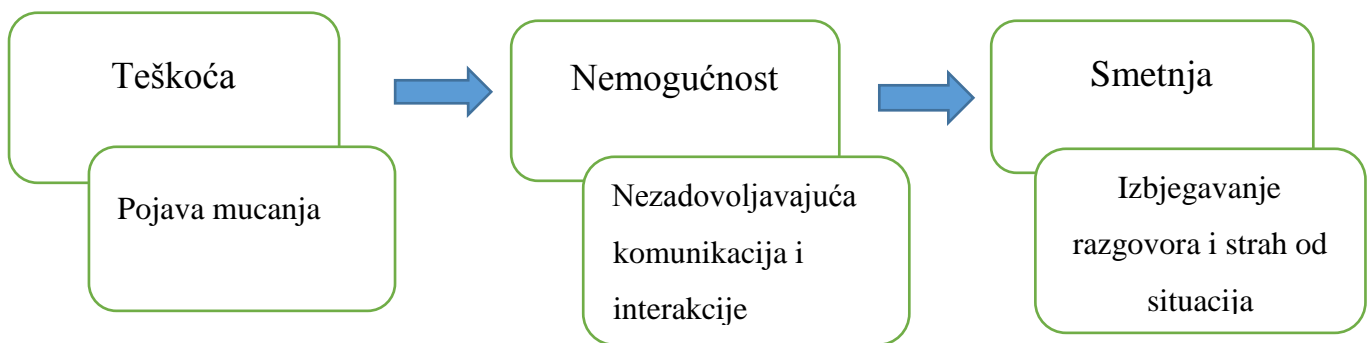 Teškoća
Pojava mucanja
Nemogućnost
Nezadovoljavajuća
komunikacija i
interakcije
Smetnja
Izbjegavanje
razgovora i strah od
situacija